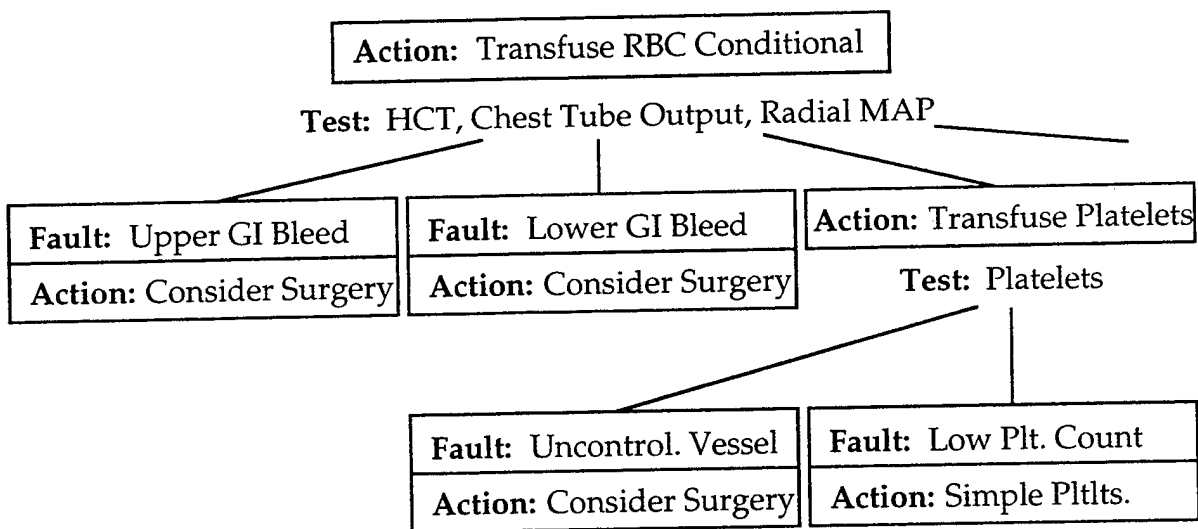 Action: Transfuse RBC Conditional
Test: HCT, Chest Tube Output, Radial MAP
Fault: Upper GI Bleed
Action: Consider Surgery
Fault: Lower GI Bleed
Action: Consider Surgery
Action: Transfuse Platelets
Test: Platelets
Fault: Uncontrol. Vessel
Action: Consider Surgery
Fault: Low Plt. Count
Action: Simple Pltlts.